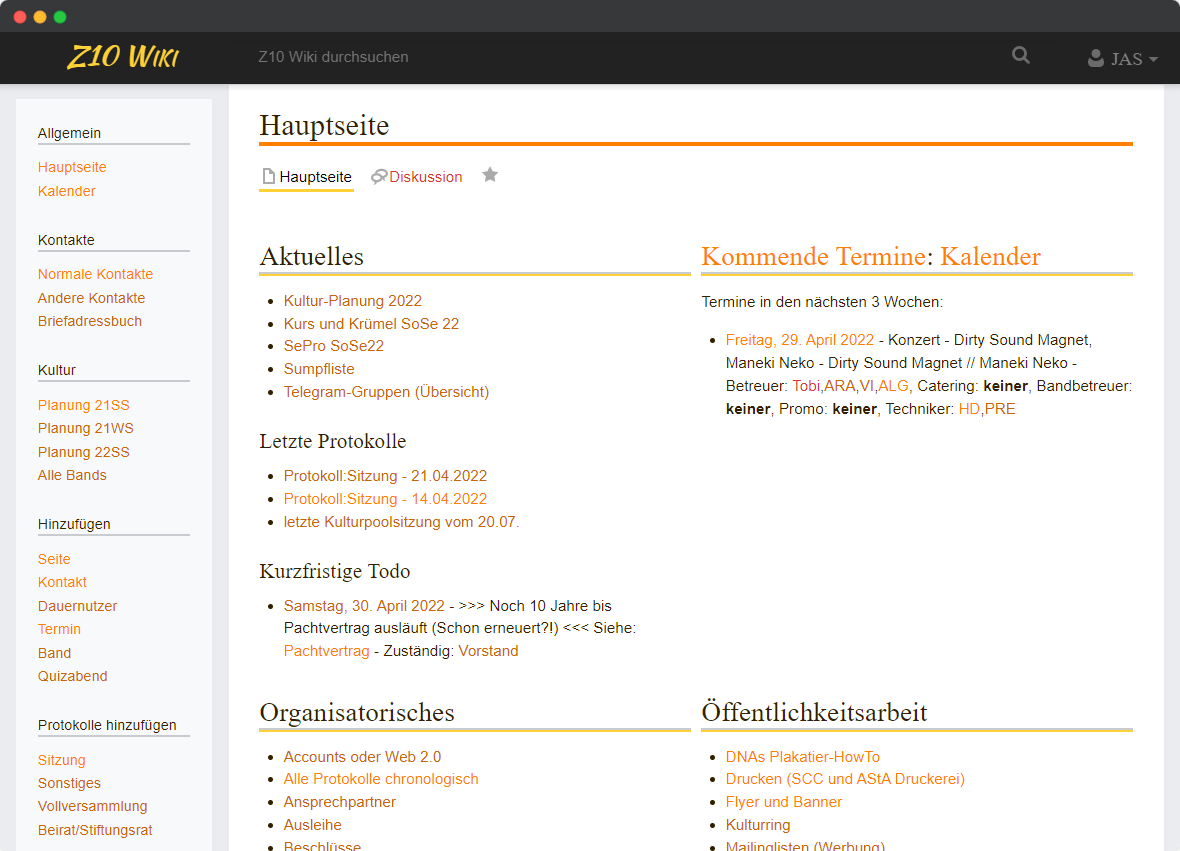 Z10 Wiki
Z10 Wiki durchsuchen
JAS
Allgemein
Hauptseite
Kalender
Kontakte
Normale Kontakte
Andere Kontakte
Briefadressbuch
Kultur
Planung 21SS
Planung 21WS
Planung 22SS
Alle Bands
Hinzufügen
Seite
Kontakt
Dauernutzer
Termin
Band
Quizabend
Protokolle hinzufügen
Sitzung
Sonstiges
Vollversammlung
Beirat/Stiftungsrat
Hauptseite
Hauptseite
Diskussion
Aktuelles
Kultur-Planung 2022
Kurs und Krümel SoSe 22
SePro SoSe22
Sumpfliste
Telegram-Gruppen (Übersicht)
Letzte Protokolle
Protokoll:Sitzung - 21.04.2022
Protokoll:Sitzung - 14.04.2022
letzte Kulturpoolsitzung vom 20.07.
Kurzfristige Todo
Samstag, 30. April 2022 - >>> Noch 10 Jahre bis
Pachtvertrag ausläuft (Schon erneuert?!) <<< Siehe:
Pachtvertrag - Zuständig: Vorstand
Kommende Termine: Kalender
Termine in den nächsten 3 Wochen:
Freitag, 29. April 2022 - Konzert - Dirty Sound Magnet,
Maneki Neko - Dirty Sound Magnet // Maneki Neko -
Betreuer: Tobi,ARA,VI,ALG, Catering: keiner, Bandbetreuer:
keiner, Promo: keiner, Techniker: HD,PRE
Organisatorisches
Accounts oder Web 2.0
Alle Protokolle chronologisch
Ansprechpartner
Ausleihe
Beschlüsse
Öffentlichkeitsarbeit
DNAs Plakatier-HowTo
Drucken (SCC und AStA Druckerei)
Flyer und Banner
Kulturring
Mailinglisten (Werbung)